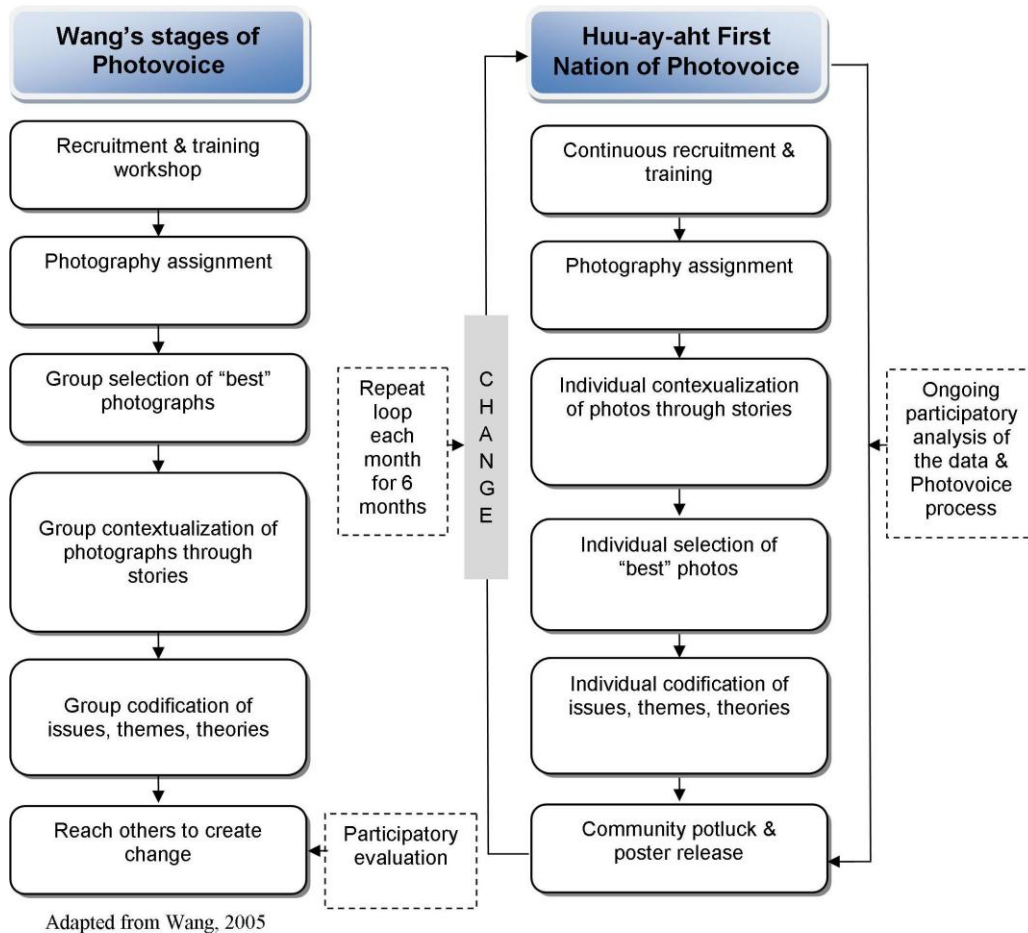 Wang's stages of
Photovoice
Recruitment & training
workshop
Photography assignment
Group selection of “best”
photographs
Group contextualization of
photographs through
stories
Group codification of
issues, themes, theories
Reach others to create
change
Adapted from Wang, 2005
Participatory
evaluation
Repeat
loop
each
month
for 6
months
C
H
A
N
G
E
Huu-ay-aht First
Nation of Photovoice
Continuous recruitment &
training
Photography assignment
Individual contexualization
of photos through stories
Individual selection of
“best” photos
Individual codification of
issues, themes, theories
Community potluck &
poster release
Ongoing
participatory
analysis of
the data &
Photovoice
process